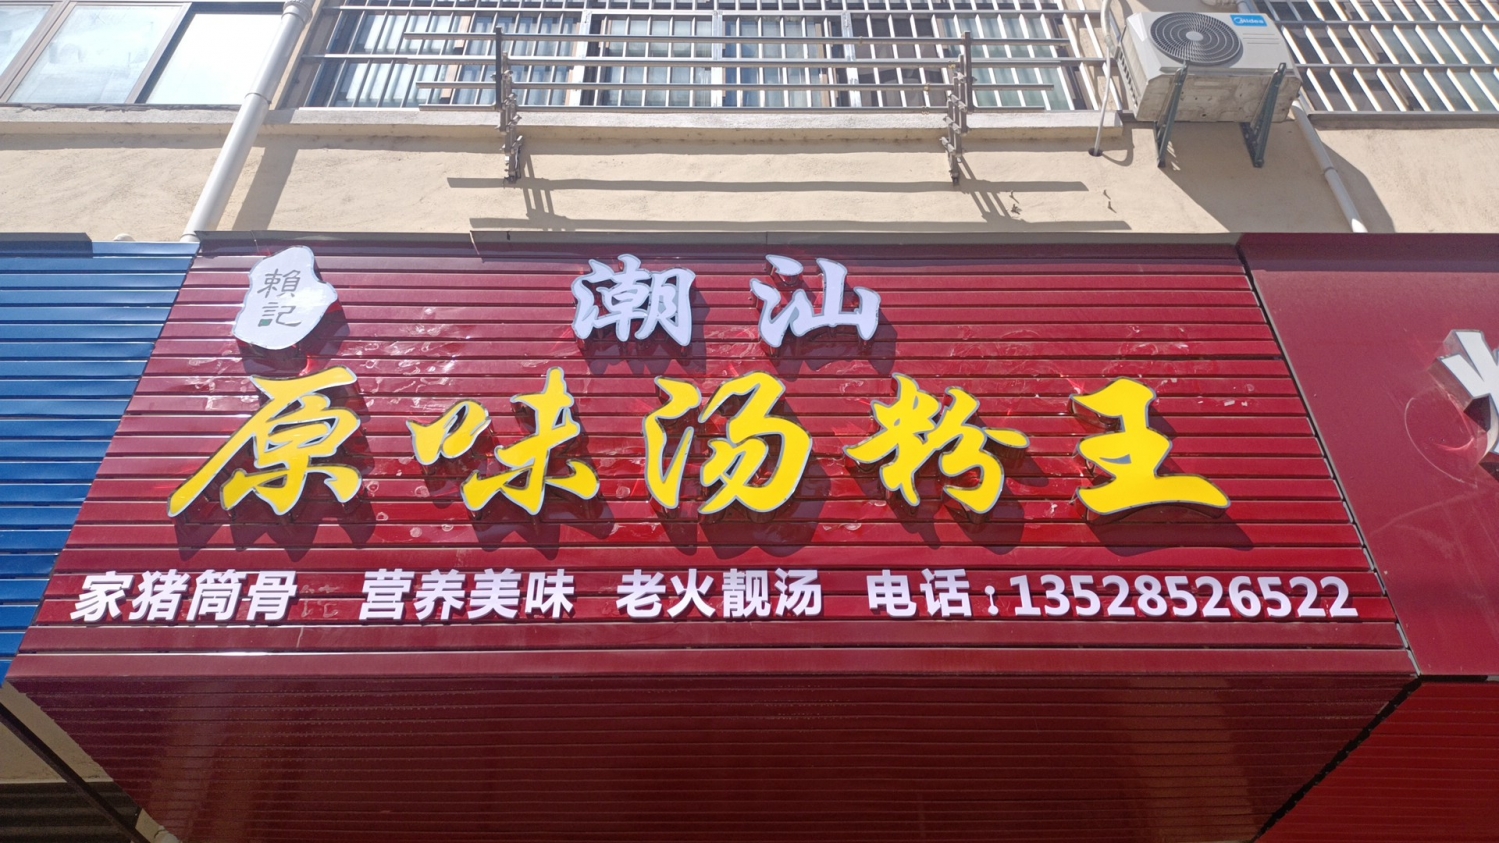 賴記
潮汕
原味汤粉王
家猪筒骨 营养美味 老火靓汤 电话:13528526522
Midea